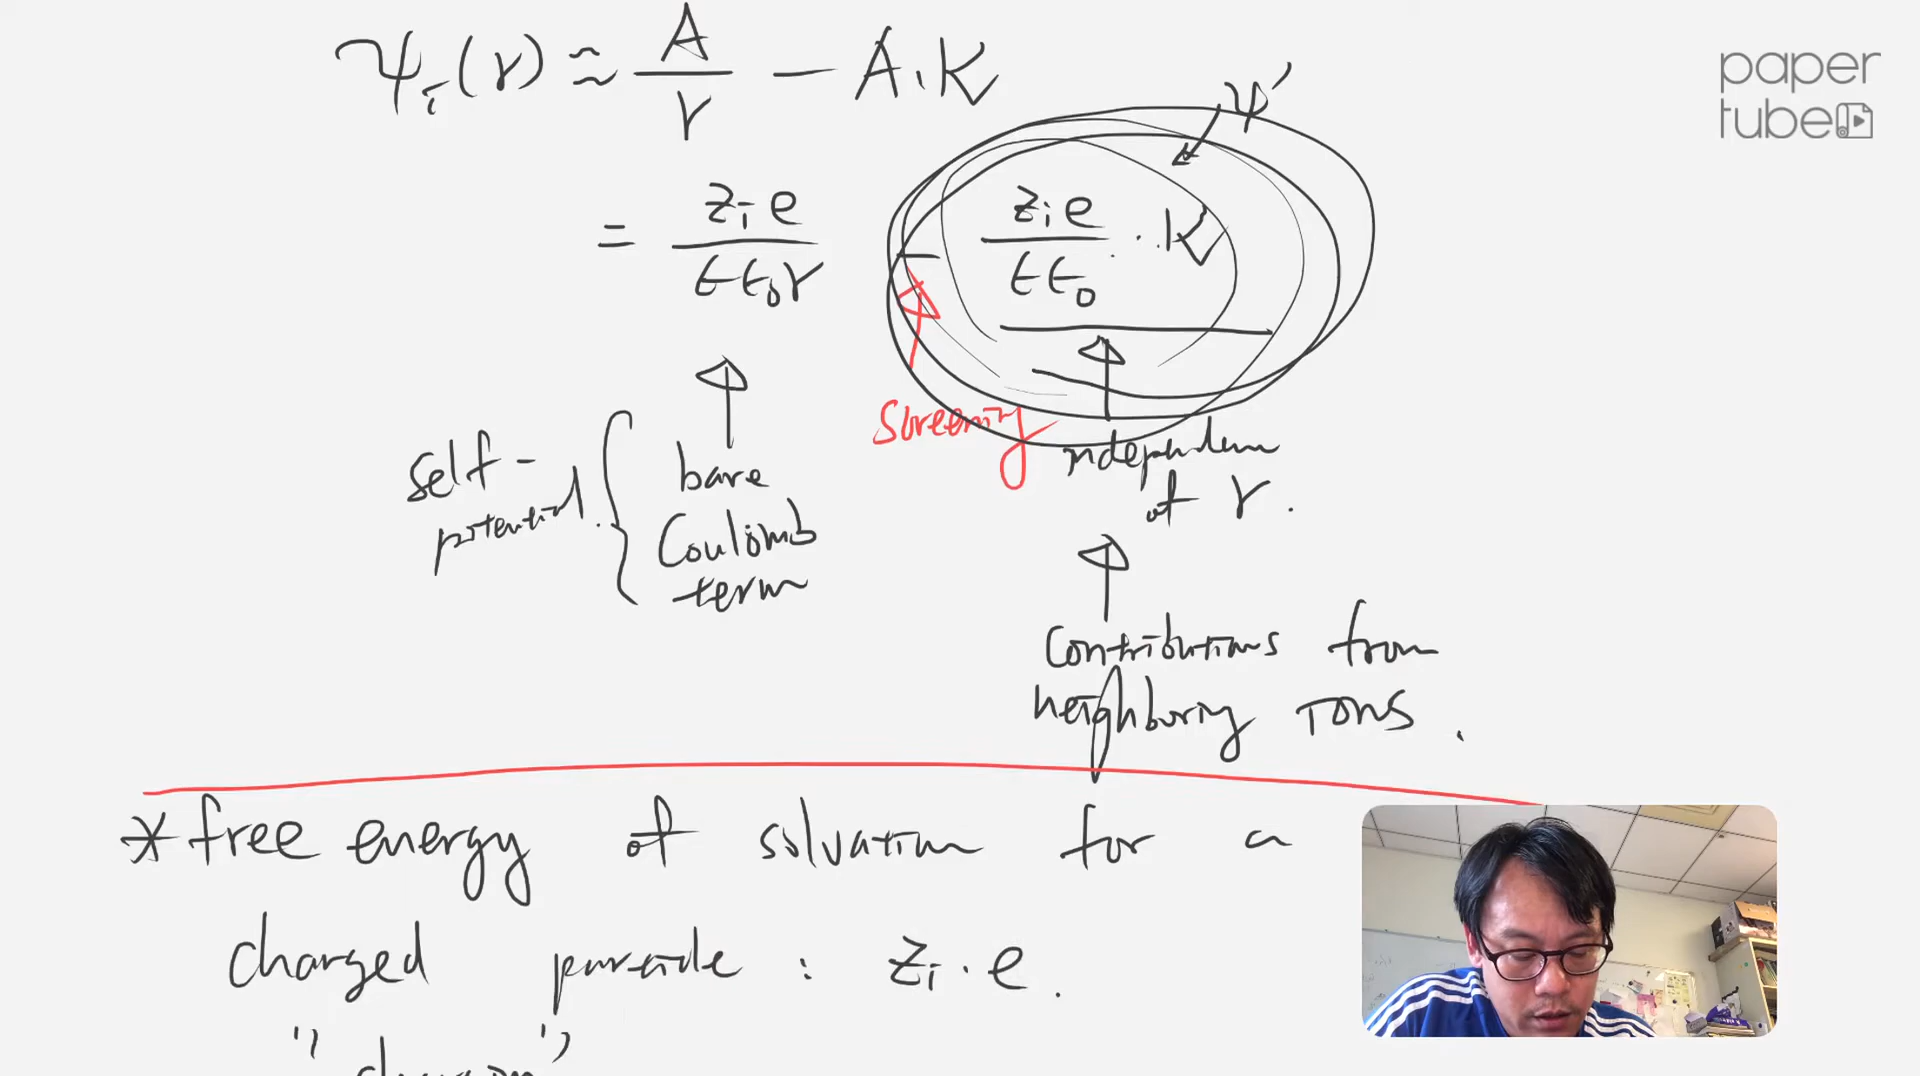 ψᵢ(r) ≈ A/r − A·K
ψ'
= zᵢe/εε₀r − zᵢe/εε₀ · K
screening
independent
of r.
self-
potential
bare
Coulomb
term
contributions from
neighboring ions.
* free energy of solvation for a
charged particle : zᵢ·e.
paper
tube